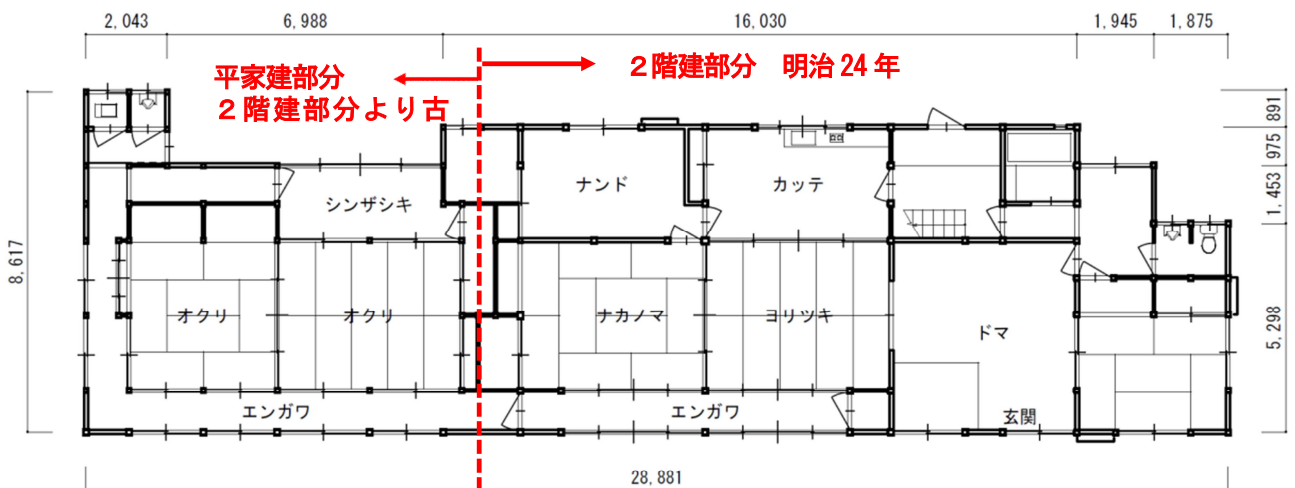 2,043
6,988
16,030
1,945
1,875
平家建部分
２階建部分より古
２階建部分　明治24年
891
975
1,453
5,298
8,617
ナンド
カッテ
シンザシキ
オクリ
オクリ
ナカノマ
ヨリツキ
ドマ
エンガワ
エンガワ
玄関
28,881